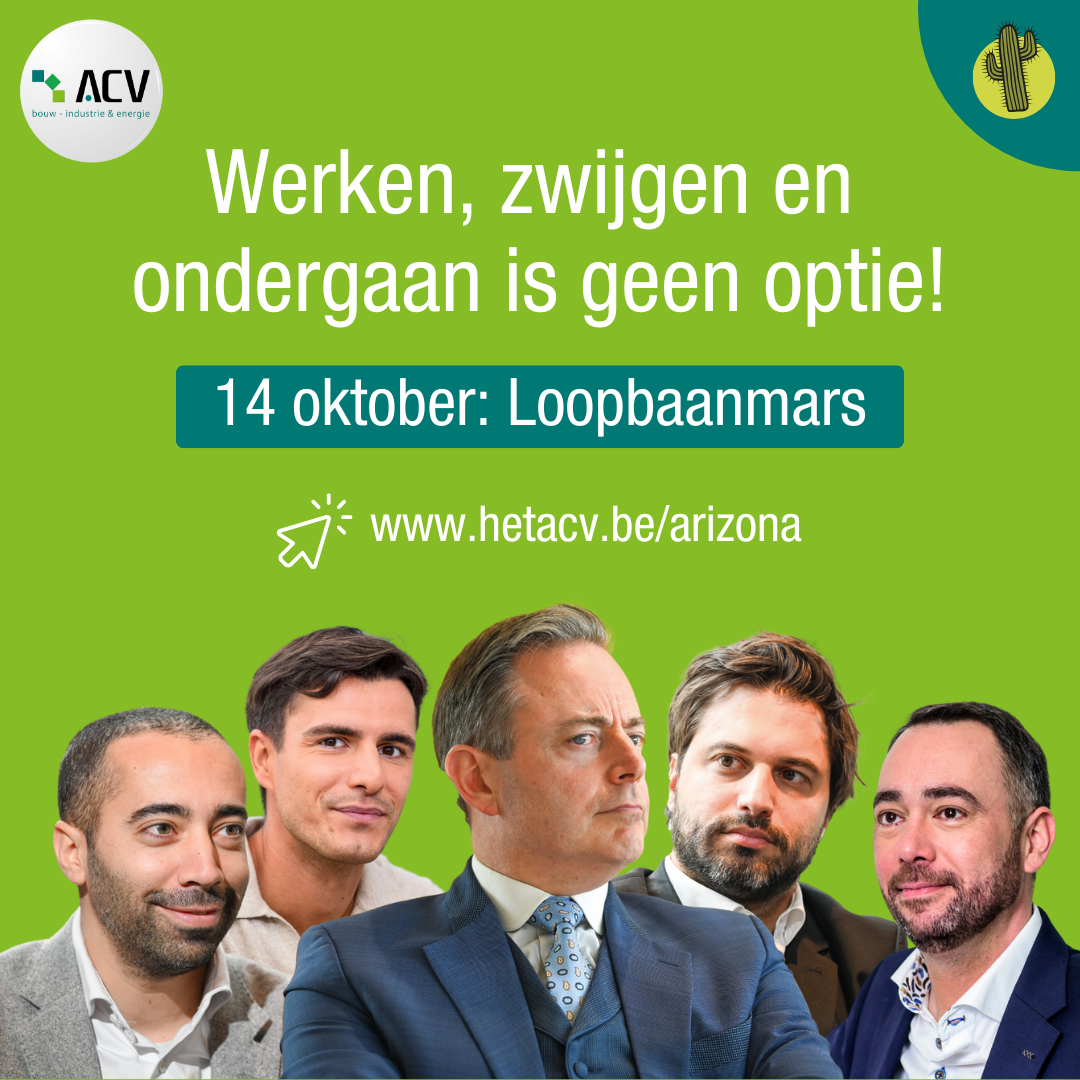 ACV
bouw - industrie & energie
Werken, zwijgen en
ondergaan is geen optie!
14 oktober: Loopbaanmars
www.hetacv.be/arizona